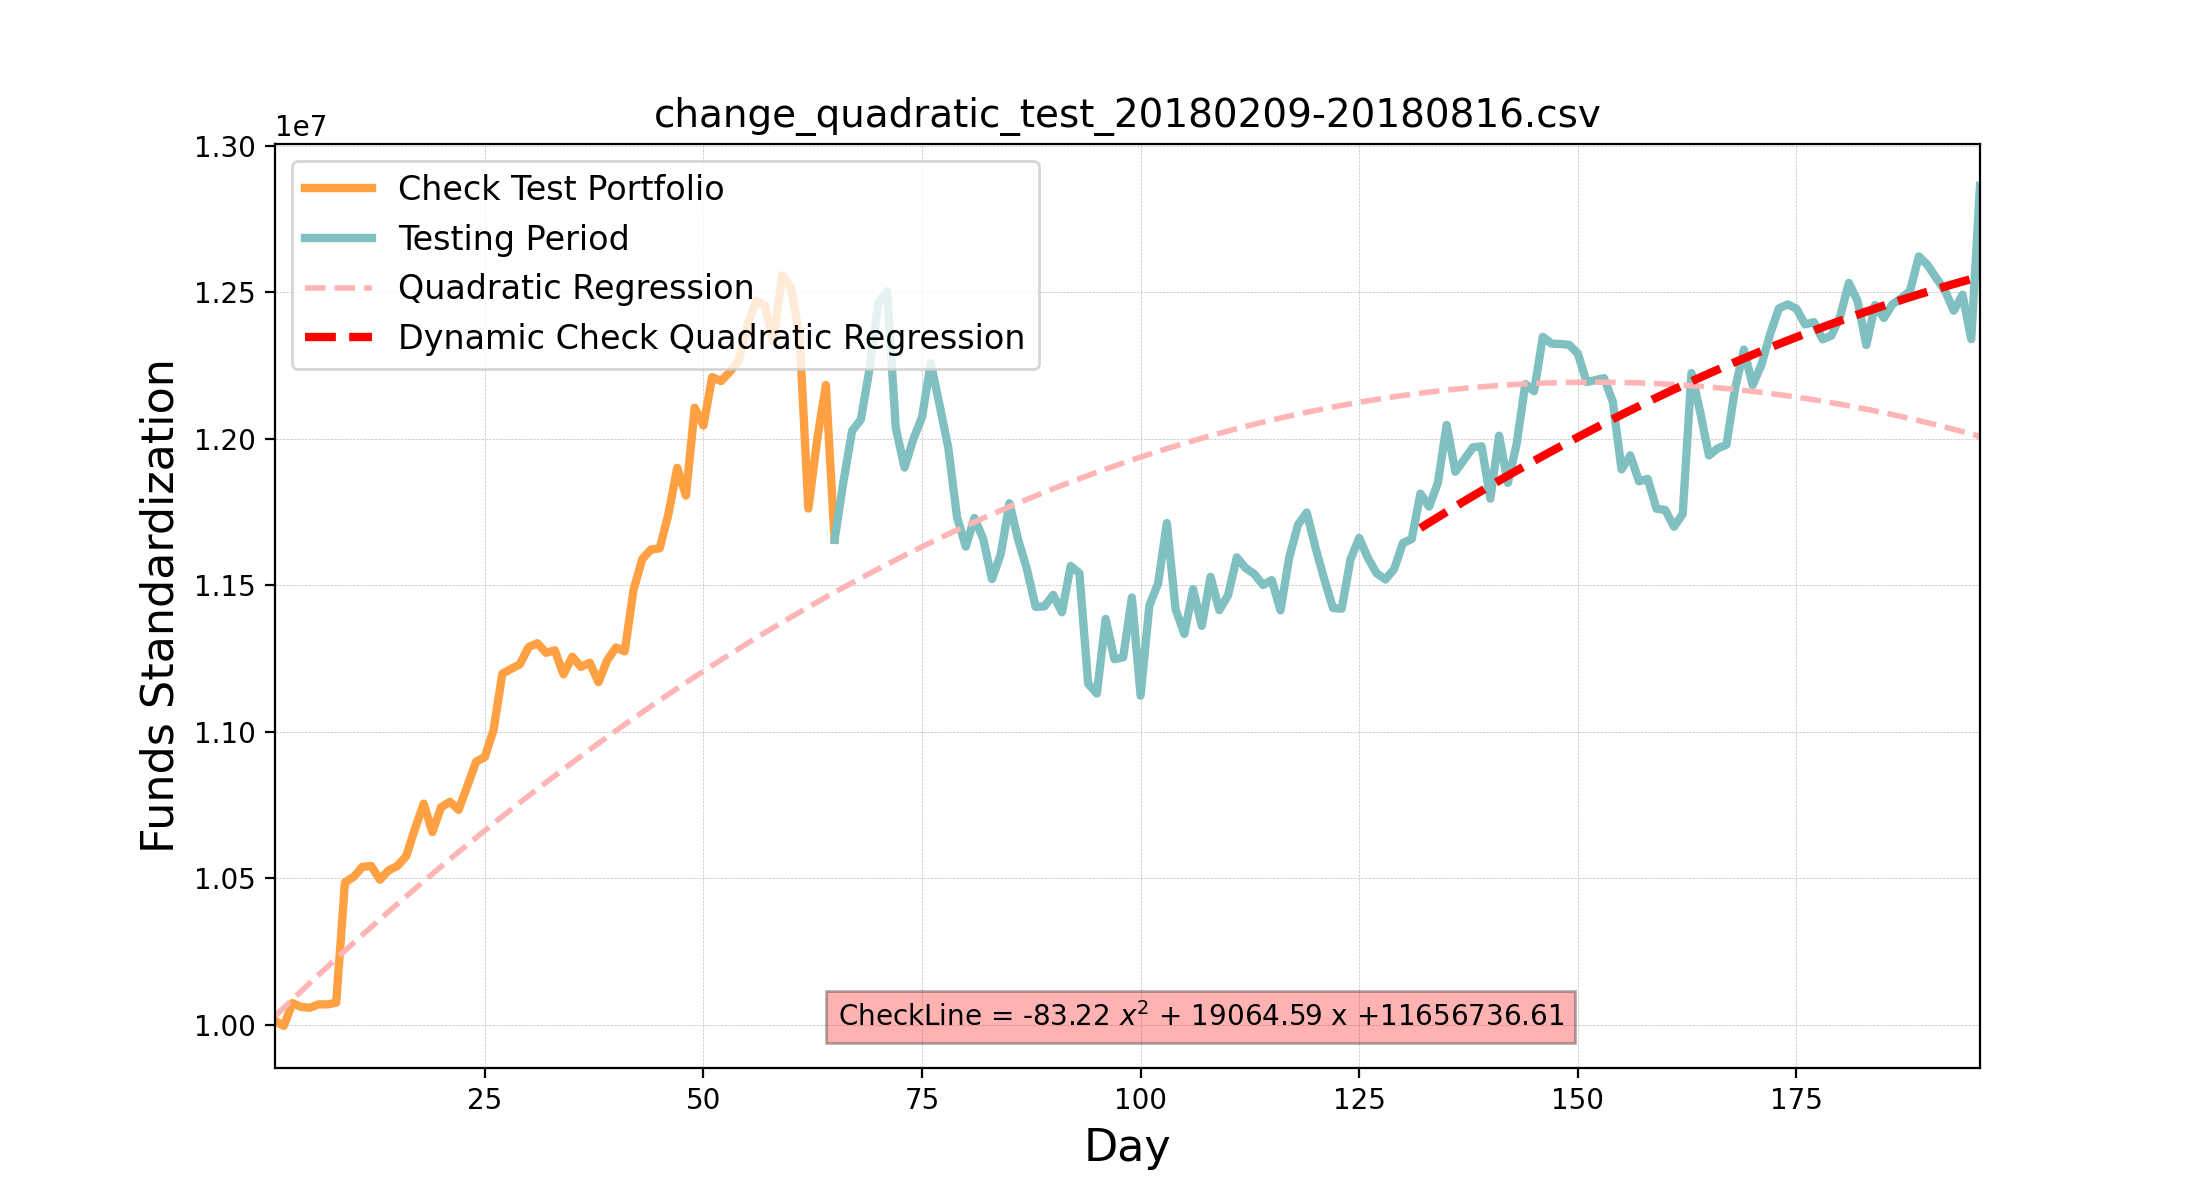 change_quadratic_test_20180209-20180816.csv
1e7
1.30
1.25
1.20
1.15
1.10
1.05
1.00
Funds Standardization
Check Test Portfolio
Testing Period
Quadratic Regression
Dynamic Check Quadratic Regression
CheckLine = -83.22 x² + 19064.59 x +11656736.61
25 50 75 100 125 150 175
Day